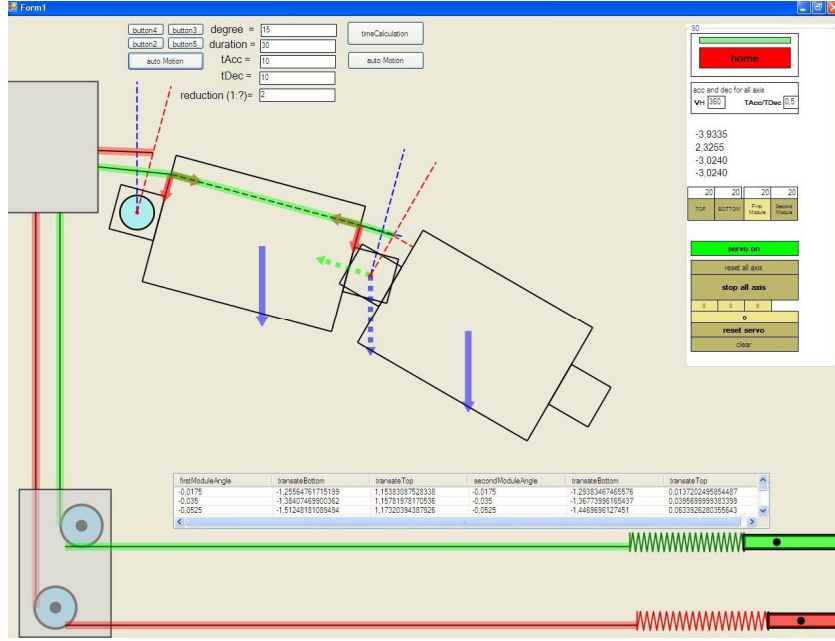 Form1
button4 button3 degree = 15
button2 button5 duration = 30
auto Motion tAcc = 10
tDec = 10
reduction (1:?)= 2
timeCalculation
auto Motion
90
home
acc and dec for all axis
VH 360 TAcc/TDec 0,5
-3,9335
2,3255
-3,0240
-3,0240
20 20 20 20
TOP BOTTOM First Module Second Module
servo on
reset all axis
stop all axis
0 0 0
0
reset servo
clear
firstModuleAngle transateBottom transateTop secondModuleAngle transateBottom transateTop
-0,0175 -1,25564761715199 1,15383087528338 -0,0175 -1,29383467465576 0,0137202495854487
-0,035 -1,38407469900362 1,15781978170536 -0,035 -1,36773996165437 0,0395699999383399
-0,0525 -1,51248181089494 1,17320394387926 -0,0525 -1,4469696127451 0,0633926280355643